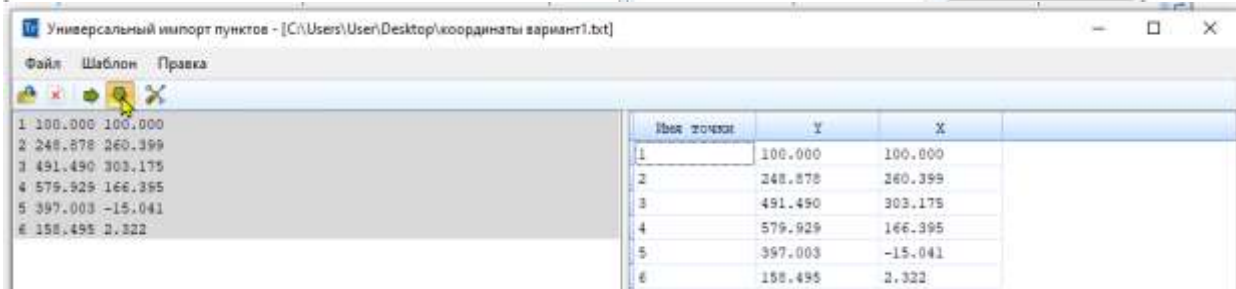 Универсальный импорт пунктов - [C:\Users\User\Desktop\координаты вариант1.txt]
Файл Шаблон Правка
1 100.000 100.000
2 248.878 260.399
3 491.490 303.175
4 579.929 166.395
5 397.003 -15.041
6 158.495 2.322
Имя точки Y X
1 100.000 100.000
2 248.878 260.399
3 491.490 303.175
4 579.929 166.395
5 397.003 -15.041
6 158.495 2.322